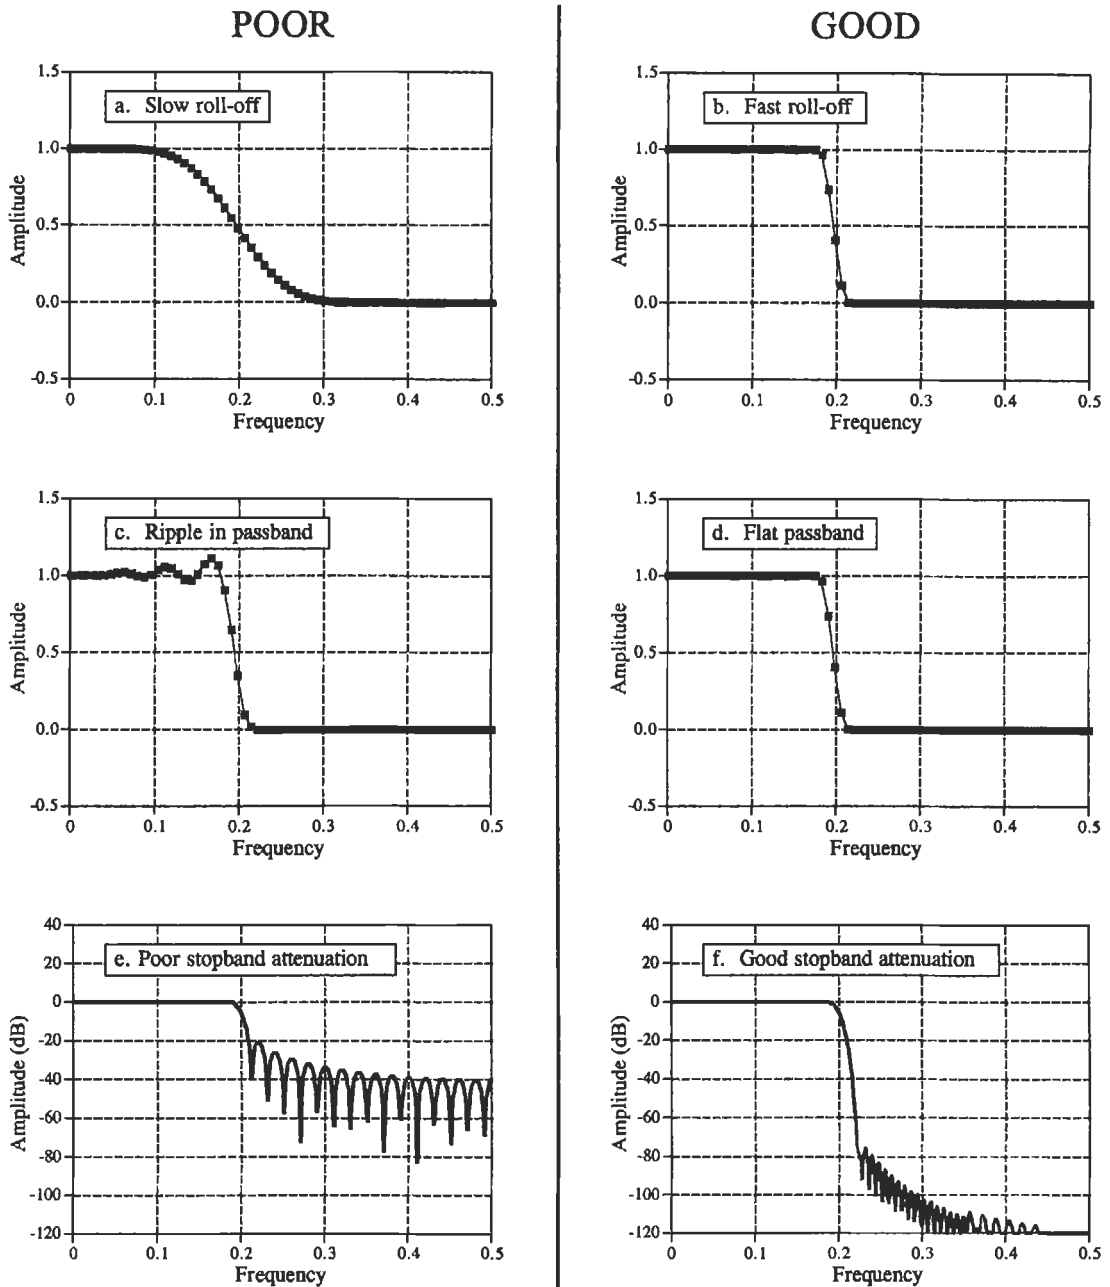 POOR
GOOD
a. Slow roll-off
1.5
1.0
0.5
0.0
-0.5
Amplitude
0 0.1 0.2 0.3 0.4 0.5
Frequency
b. Fast roll-off
1.5
1.0
0.5
0.0
-0.5
Amplitude
0 0.1 0.2 0.3 0.4 0.5
Frequency
c. Ripple in passband
1.5
1.0
0.5
0.0
-0.5
Amplitude
0 0.1 0.2 0.3 0.4 0.5
Frequency
d. Flat passband
1.5
1.0
0.5
0.0
-0.5
Amplitude
0 0.1 0.2 0.3 0.4 0.5
Frequency
e. Poor stopband attenuation
40
20
0
-20
-40
-60
-80
-100
-120
Amplitude (dB)
0 0.1 0.2 0.3 0.4 0.5
Frequency
f. Good stopband attenuation
40
20
0
-20
-40
-60
-80
-100
-120
Amplitude (dB)
0 0.1 0.2 0.3 0.4 0.5
Frequency